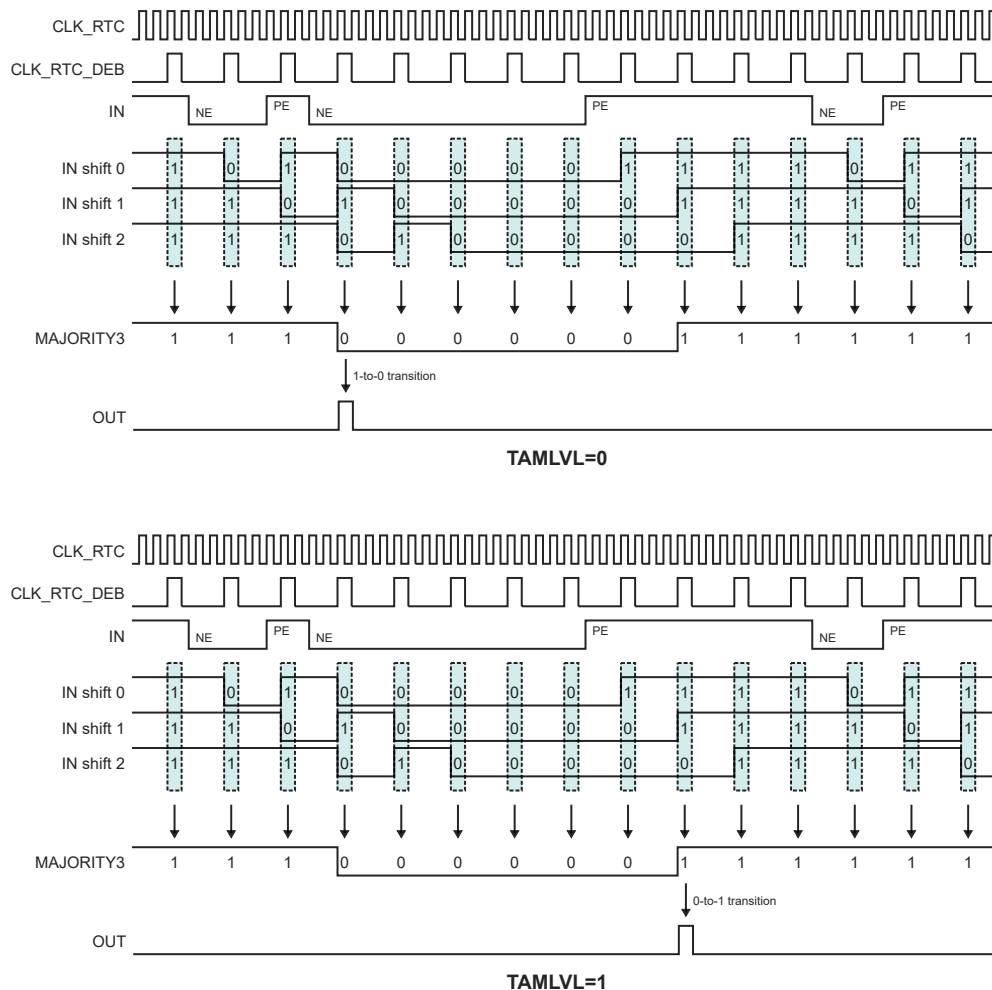 CLK_RTC
CLK_RTC_DEB
IN NE PE NE PE NE PE
IN shift 0 1 0 1 0 0 0 0 0 1 1 1 1 0 1 1
IN shift 1 1 1 0 1 0 0 0 0 0 1 1 1 1 0 1
IN shift 2 1 1 1 0 1 0 0 0 0 0 1 1 1 1 0
MAJORITY3 1 1 1 0 0 0 0 0 0 1 1 1 1 1 1
1-to-0 transition
OUT
TAMLVL=0
CLK_RTC
CLK_RTC_DEB
IN NE PE NE PE NE PE
IN shift 0 1 0 1 0 0 0 0 0 1 1 1 1 0 1 1
IN shift 1 1 1 0 1 0 0 0 0 0 1 1 1 1 0 1
IN shift 2 1 1 1 0 1 0 0 0 0 0 1 1 1 1 0
MAJORITY3 1 1 1 0 0 0 0 0 0 1 1 1 1 1 1
0-to-1 transition
OUT
TAMLVL=1